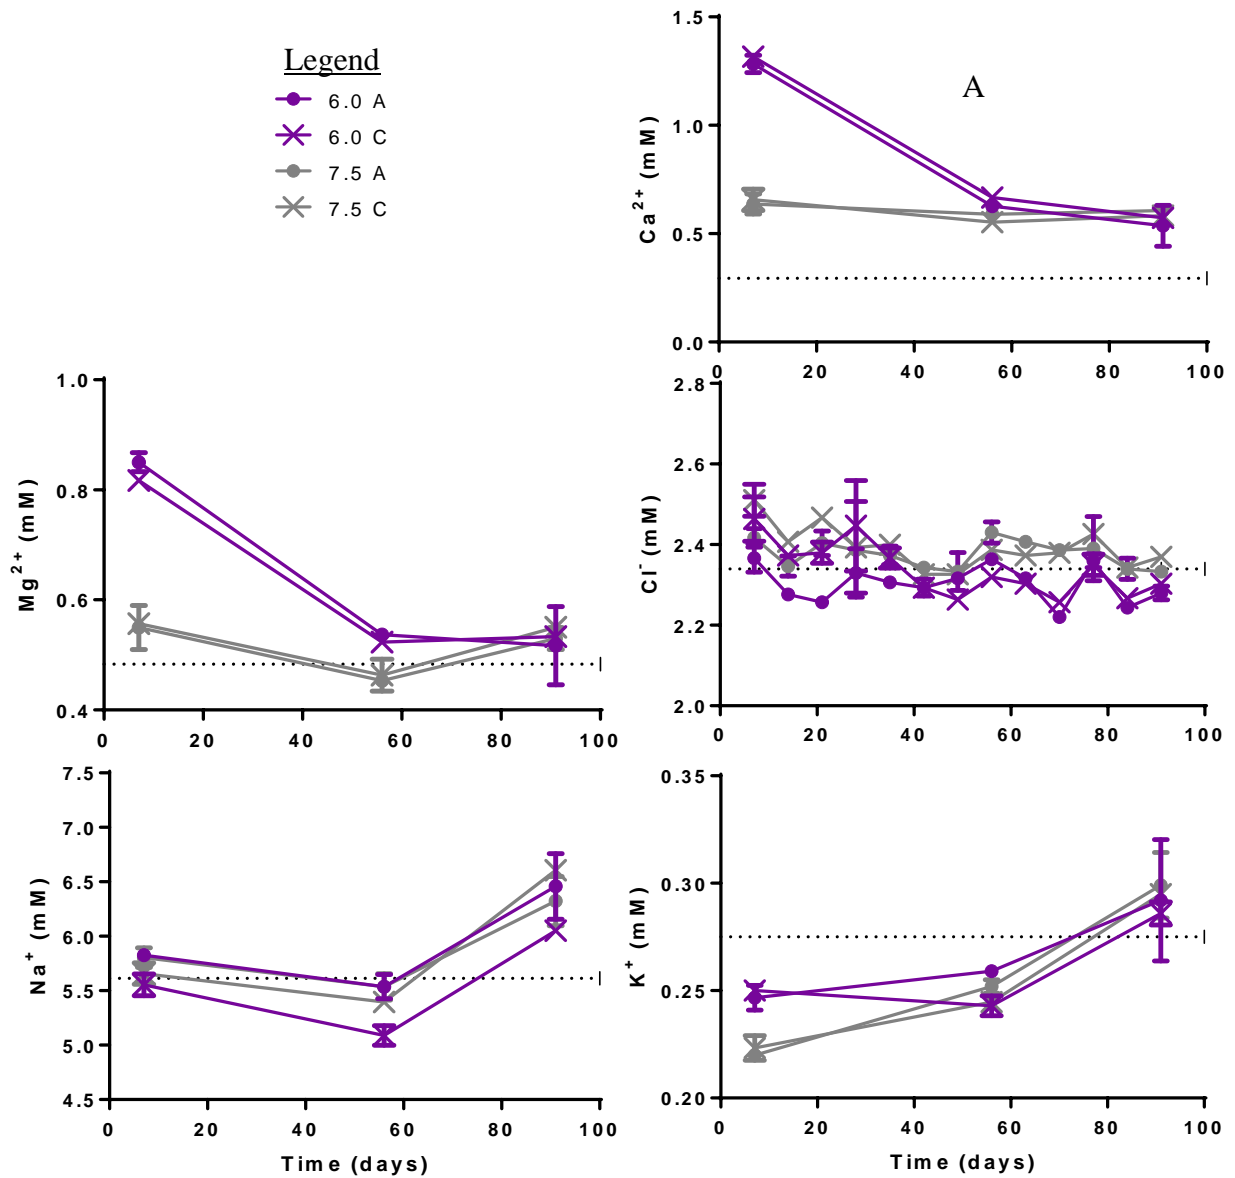 Legend
6.0 A
6.0 C
7.5 A
7.5 C
A
Ca²⁺ (mM)
1.5
1.0
0.5
0.0
0 20 40 60 80 100
Mg²⁺ (mM)
1.0
0.8
0.6
0.4
0 20 40 60 80 100
Cl⁻ (mM)
2.8
2.6
2.4
2.2
2.0
0 20 40 60 80 100
Na⁺ (mM)
7.5
7.0
6.5
6.0
5.5
5.0
4.5
0 20 40 60 80 100
Time (days)
K⁺ (mM)
0.35
0.30
0.25
0.20
0 20 40 60 80 100
Time (days)